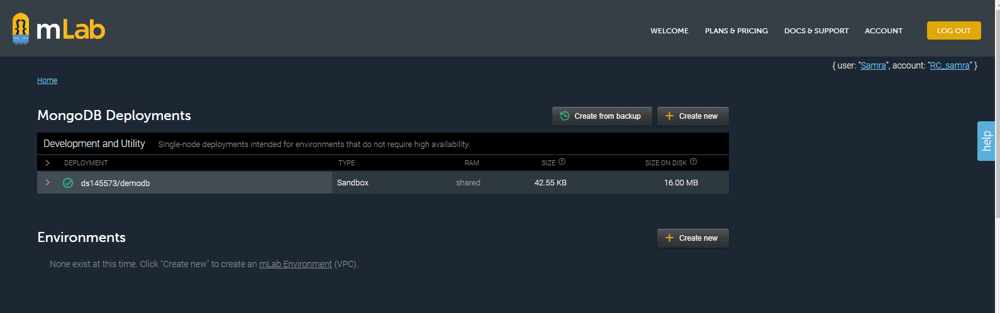 mLab
WELCOME PLANS & PRICING DOCS & SUPPORT ACCOUNT LOG OUT
{ user: "Samra", account: "RC_samra" }
Home
MongoDB Deployments Create from backup Create new
help
Development and Utility Single-node deployments intended for environments that do not require high availability.
DEPLOYMENT TYPE RAM SIZE ? SIZE ON DISK ?
ds145573/demodb Sandbox shared 42.55 KB 16.00 MB
Environments Create new
None exist at this time. Click "Create new" to create an mLab Environment (VPC).